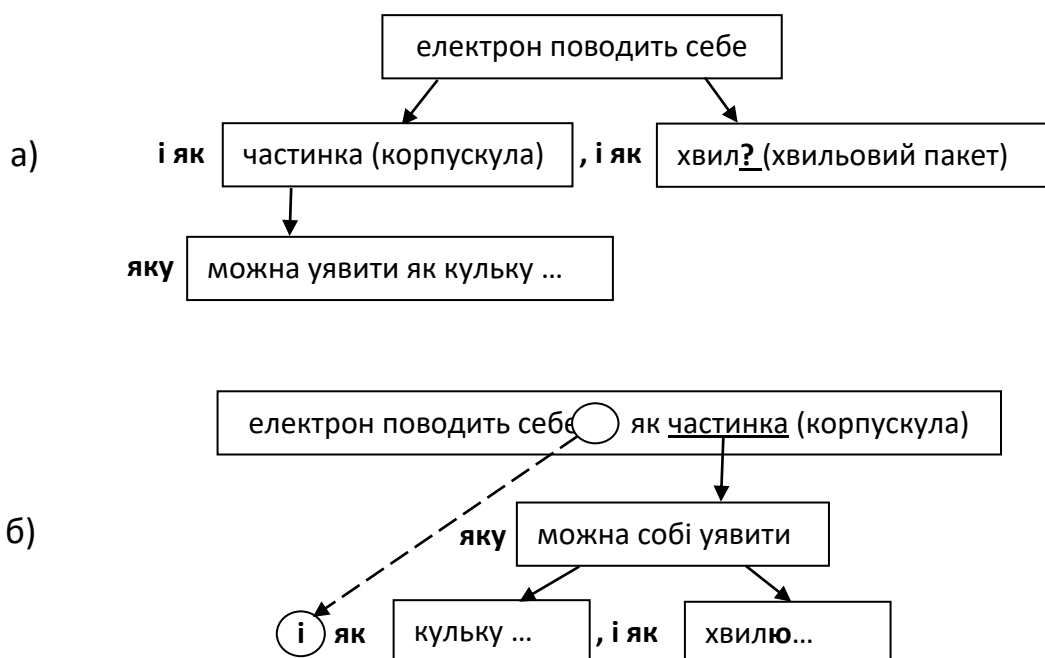 електрон поводить себе
а) і як частинка (корпускула) , і як хвил? (хвильовий пакет)
яку можна уявити як кульку ...
електрон поводить себе як частинка (корпускула)
б) яку можна собі уявити
і як кульку ... , і як хвилю...